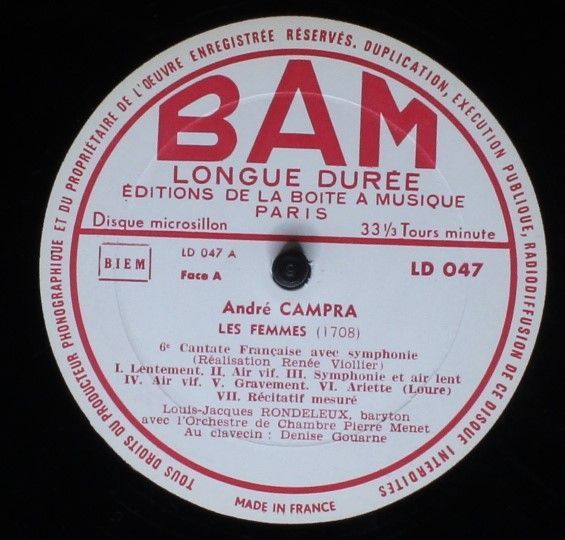 TOUS DROITS DU PRODUCTEUR PHONOGRAPHIQUE ET DU PROPRIÉTAIRE DE L'ŒUVRE ENREGISTRÉE RÉSERVÉS. DUPLICATION, EXECUTION PUBLIQUE, RADIODIFFUSION DE CE DISQUE INTERDITES
BAM
LONGUE DURÉE
ÉDITIONS DE LA BOITE A MUSIQUE
PARIS
Disque microsillon 33 1/3 Tours minute
BIEM LD 047 A LD 047
Face A
André CAMPRA
LES FEMMES (1708)
6e Cantate Française avec symphonie
(Réalisation Renée Viollier)
I. Lentement. II. Air vif. III. Symphonie et air lent
IV. Air vif. V. Gravement. VI. Ariette (Loure)
VII. Récitatif mesuré
Louis-Jacques RONDELEUX, baryton
avec l'Orchestre de Chambre Pierre Menet
Au clavecin : Denise Gouarne
MADE IN FRANCE